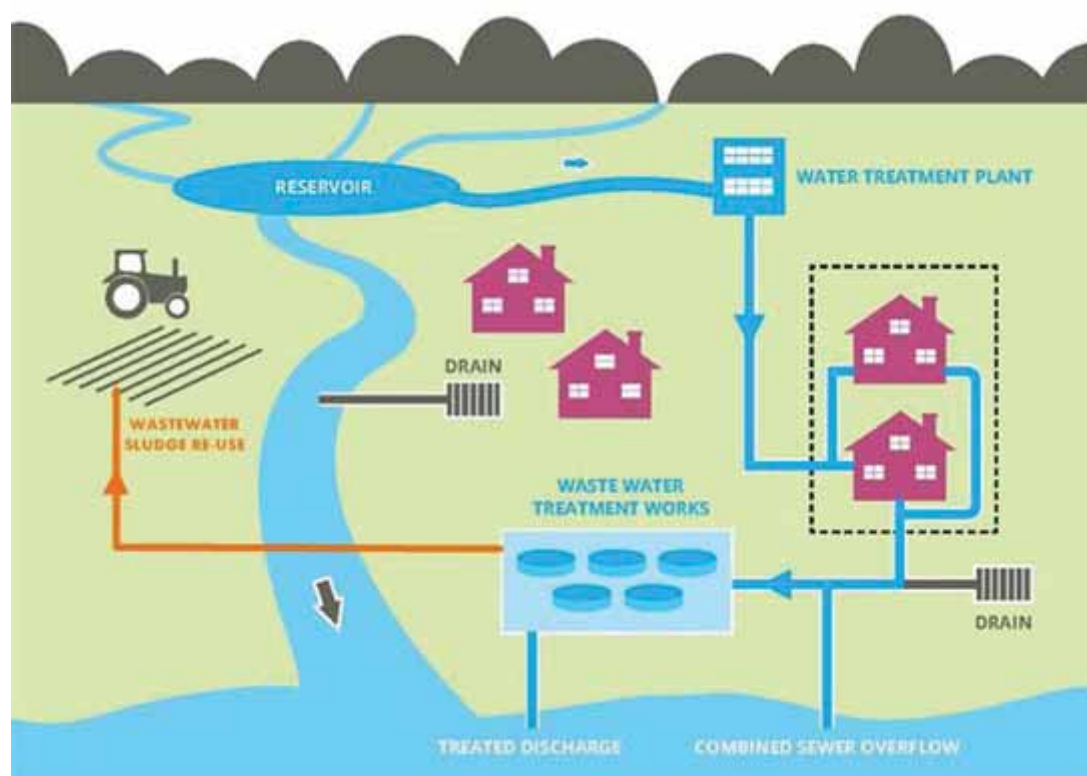 RESERVOIR
WATER TREATMENT PLANT
DRAIN
WASTEWATER
SLUDGE RE-USE
WASTE WATER
TREATMENT WORKS
DRAIN
TREATED DISCHARGE
COMBINED SEWER OVERFLOW